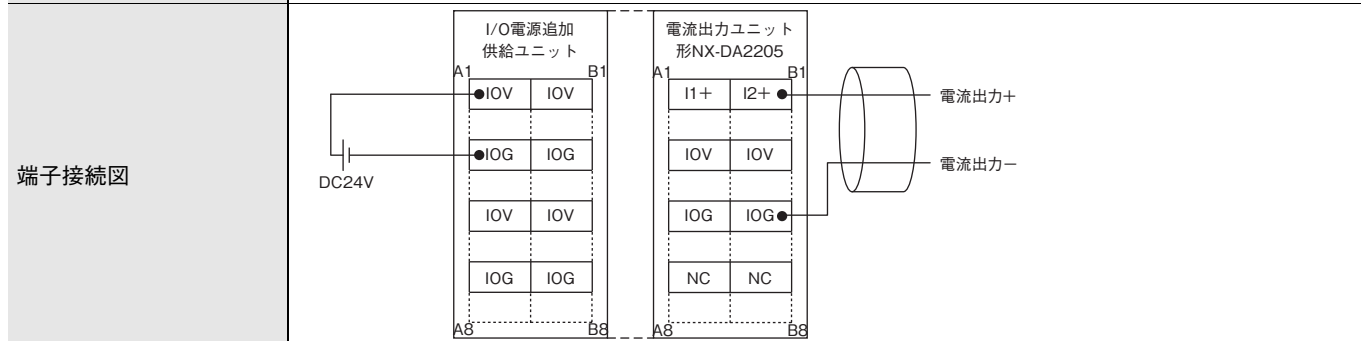 端子接続図
I/O電源追加
供給ユニット
A1 B1
IOV IOV
IOG IOG
IOV IOV
IOG IOG
A8 B8
DC24V
電流出力ユニット
形NX-DA2205
A1 B1
I1+ I2+
IOV IOV
IOG IOG
NC NC
A8 B8
電流出力+
電流出力−